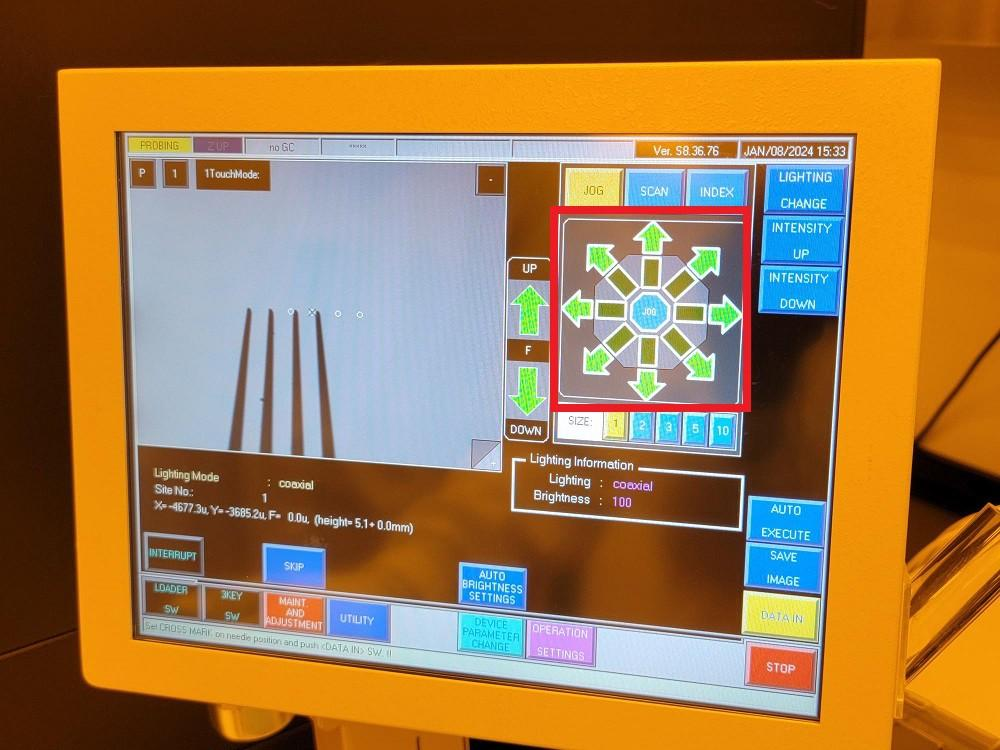 PROBING
Z UP
no GC
*****
Ver. S8.36.76
JAN/08/2024 15:33
P
1
1TouchMode:
-
JOG
SCAN
INDEX
LIGHTING
CHANGE
INTENSITY
UP
INTENSITY
DOWN
UP
F
DOWN
JOG
SIZE:
1
2
3
5
10
Lighting Information
Lighting : coaxial
Brightness : 100
Lighting Mode : coaxial
Site No.: 1
X= -4677.3u, Y= -3685.2u, F= 0.0u, (height= 5.1+ 0.0mm)
AUTO
EXECUTE
INTERRUPT
SKIP
AUTO
BRIGHTNESS
SETTINGS
SAVE
IMAGE
LOADER
SW
3KEY
SW
MAINT.
AND
ADJUSTMENT
UTILITY
DEVICE
PARAMETER
CHANGE
OPERATION
SETTINGS
DATA IN
STOP
Set CROSS MARK on needle position and push <DATA IN> SW. !!